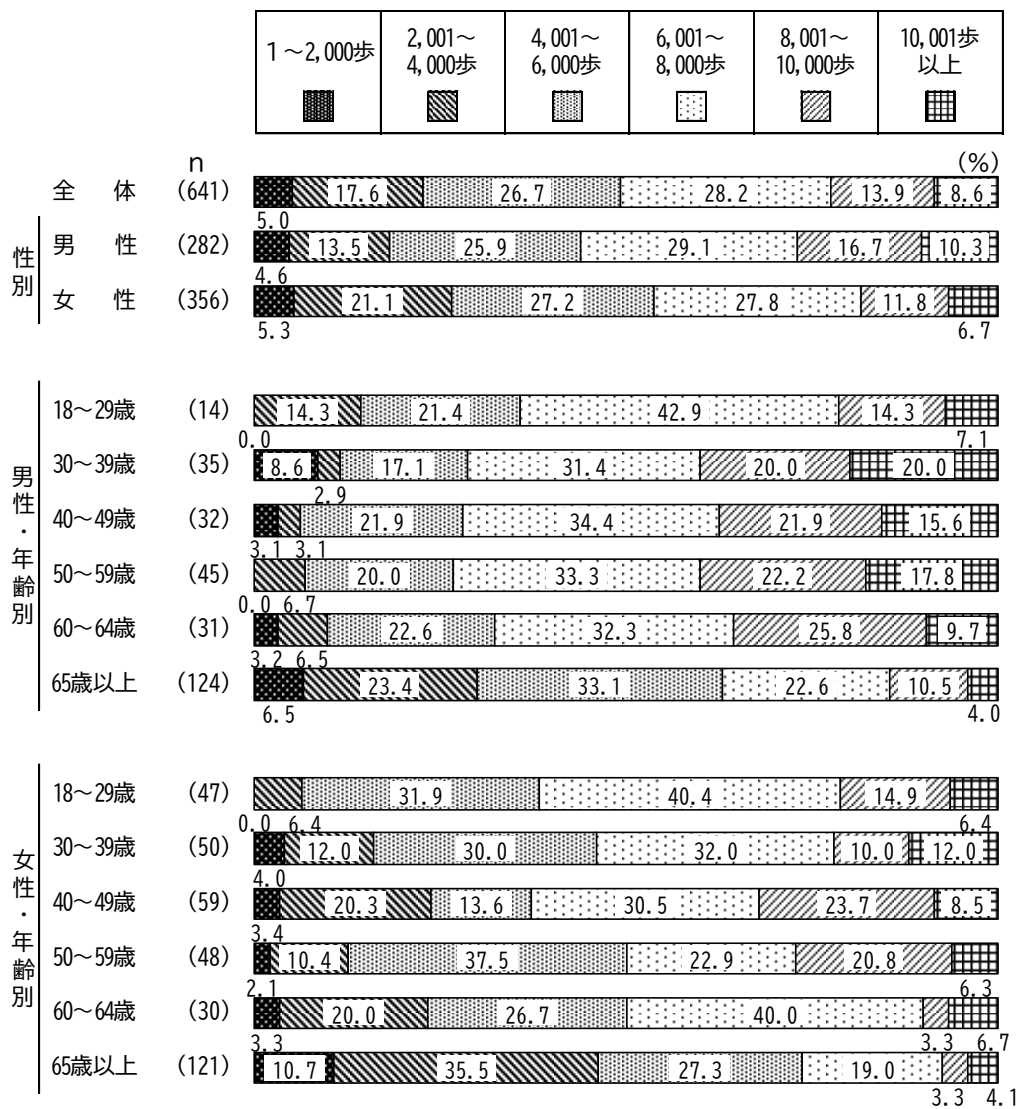 1～2,000歩 2,001～4,000歩 4,001～6,000歩 6,001～8,000歩 8,001～10,000歩 10,001歩以上
n (%)
全体 (641) 5.0 17.6 26.7 28.2 13.9 8.6
性別
男性 (282) 4.6 13.5 25.9 29.1 16.7 10.3
女性 (356) 5.3 21.1 27.2 27.8 11.8 6.7
男性・年齢別
18～29歳 (14) 0.0 14.3 21.4 42.9 14.3 7.1
30～39歳 (35) 8.6 2.9 17.1 31.4 20.0 20.0
40～49歳 (32) 3.1 3.1 21.9 34.4 21.9 15.6
50～59歳 (45) 0.0 6.7 20.0 33.3 22.2 17.8
60～64歳 (31) 3.2 6.5 22.6 32.3 25.8 9.7
65歳以上 (124) 6.5 23.4 33.1 22.6 10.5 4.0
女性・年齢別
18～29歳 (47) 0.0 6.4 31.9 40.4 14.9 6.4
30～39歳 (50) 4.0 12.0 30.0 32.0 10.0 12.0
40～49歳 (59) 3.4 20.3 13.6 30.5 23.7 8.5
50～59歳 (48) 2.1 10.4 37.5 22.9 20.8 6.3
60～64歳 (30) 3.3 20.0 26.7 40.0 3.3 6.7
65歳以上 (121) 10.7 35.5 27.3 19.0 3.3 4.1